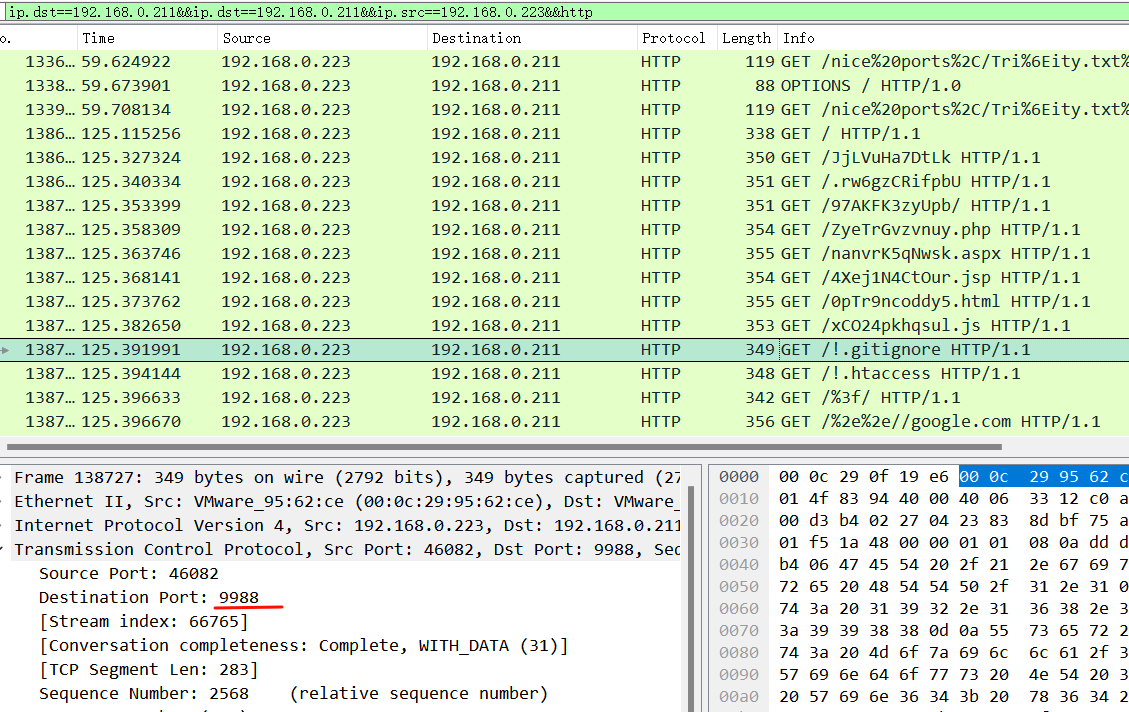 ip.dst==192.168.0.211&&ip.dst==192.168.0.211&&ip.src==192.168.0.223&&http
o. Time Source Destination Protocol Length Info
1336… 59.624922 192.168.0.223 192.168.0.211 HTTP 119 GET /nice%20ports%2C/Tri%6Eity.txt%
1338… 59.673901 192.168.0.223 192.168.0.211 HTTP 88 OPTIONS / HTTP/1.0
1339… 59.708134 192.168.0.223 192.168.0.211 HTTP 119 GET /nice%20ports%2C/Tri%6Eity.txt%
1386… 125.115256 192.168.0.223 192.168.0.211 HTTP 338 GET / HTTP/1.1
1386… 125.327324 192.168.0.223 192.168.0.211 HTTP 350 GET /JjLVuHa7DtLk HTTP/1.1
1386… 125.340334 192.168.0.223 192.168.0.211 HTTP 351 GET /.rw6gzCRifpbU HTTP/1.1
1387… 125.353399 192.168.0.223 192.168.0.211 HTTP 351 GET /97AKFK3zyUpb/ HTTP/1.1
1387… 125.358309 192.168.0.223 192.168.0.211 HTTP 354 GET /ZyeTrGvzvnuy.php HTTP/1.1
1387… 125.363746 192.168.0.223 192.168.0.211 HTTP 355 GET /nanvrK5qNwsk.aspx HTTP/1.1
1387… 125.368141 192.168.0.223 192.168.0.211 HTTP 354 GET /4Xej1N4CtOur.jsp HTTP/1.1
1387… 125.373762 192.168.0.223 192.168.0.211 HTTP 355 GET /0pTr9ncoddy5.html HTTP/1.1
1387… 125.382650 192.168.0.223 192.168.0.211 HTTP 353 GET /xCO24pkhqsul.js HTTP/1.1
1387… 125.391991 192.168.0.223 192.168.0.211 HTTP 349 GET /!.gitignore HTTP/1.1
1387… 125.394144 192.168.0.223 192.168.0.211 HTTP 348 GET /!.htaccess HTTP/1.1
1387… 125.396633 192.168.0.223 192.168.0.211 HTTP 342 GET /%3f/ HTTP/1.1
1387… 125.396670 192.168.0.223 192.168.0.211 HTTP 356 GET /%2e%2e//google.com HTTP/1.1
Frame 138727: 349 bytes on wire (2792 bits), 349 bytes captured (27
Ethernet II, Src: VMware_95:62:ce (00:0c:29:95:62:ce), Dst: VMware_
Internet Protocol Version 4, Src: 192.168.0.223, Dst: 192.168.0.211
Transmission Control Protocol, Src Port: 46082, Dst Port: 9988, Sec
Source Port: 46082
Destination Port: 9988
[Stream index: 66765]
[Conversation completeness: Complete, WITH_DATA (31)]
[TCP Segment Len: 283]
Sequence Number: 2568 (relative sequence number)
0000 00 0c 29 0f 19 e6 00 0c 29 95 62 c
0010 01 4f 83 94 40 00 40 06 33 12 c0 a
0020 00 d3 b4 02 27 04 23 83 8d bf 75 a
0030 01 f5 1a 48 00 00 01 01 08 0a dd d
0040 b4 06 47 45 54 20 2f 21 2e 67 69 7
0050 72 65 20 48 54 54 50 2f 31 2e 31 0
0060 74 3a 20 31 39 32 2e 31 36 38 2e 3
0070 3a 39 39 38 38 0d 0a 55 73 65 72 2
0080 74 3a 20 4d 6f 7a 69 6c 6c 61 2f 3
0090 57 69 6e 64 6f 77 73 20 4e 54 20 3
00a0 20 57 69 6e 36 34 3b 20 78 36 34 2